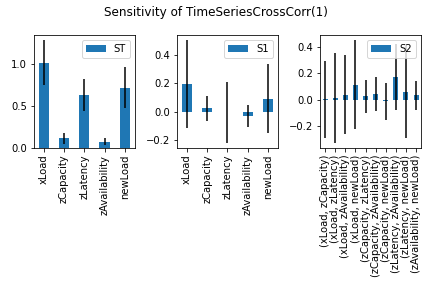 Sensitivity of TimeSeriesCrossCorr(1)
ST
1.0
0.5
0.0
xLoad
zCapacity
zLatency
zAvailability
newLoad
S1
0.4
0.2
0.0
−0.2
xLoad
zCapacity
zLatency
zAvailability
newLoad
S2
0.4
0.2
0.0
−0.2
(xLoad, zCapacity)
(xLoad, zLatency)
(xLoad, zAvailability)
(xLoad, newLoad)
(zCapacity, zLatency)
(zCapacity, zAvailability)
(zCapacity, newLoad)
(zLatency, zAvailability)
(zLatency, newLoad)
(zAvailability, newLoad)